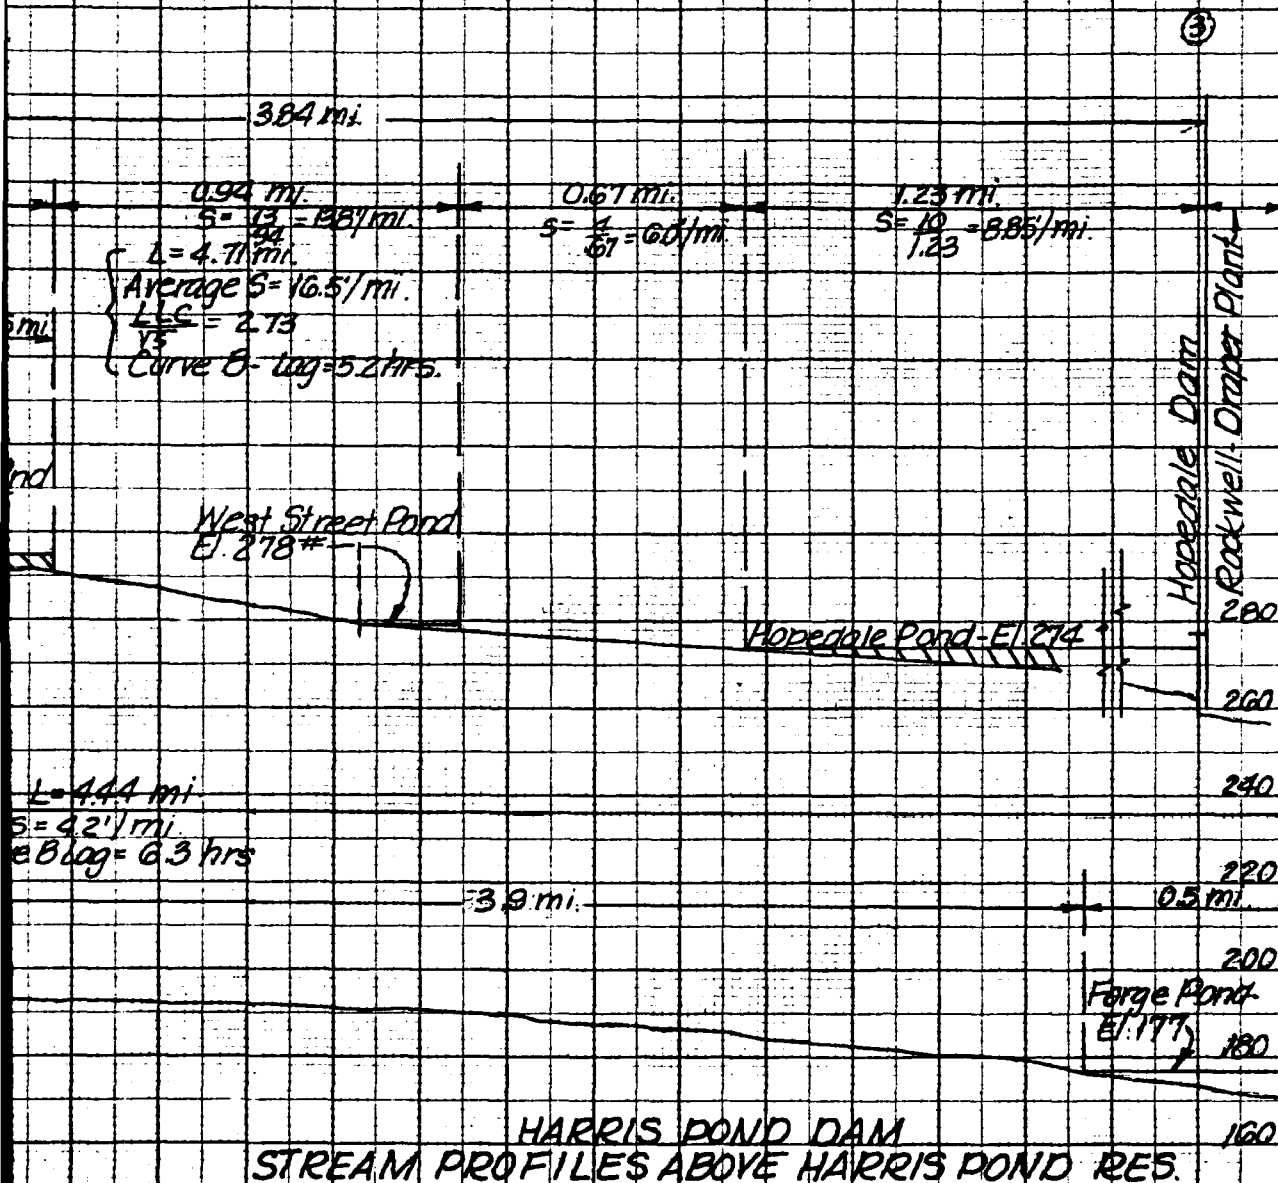 3
3.84 mi.
0.94 mi.
S= 13/.94 = 13.8'/mi.
L= 4.71 mi.
Average S= 16.5'/mi.
LLC/√S = 2.73
Curve B- Lag=5.2 hrs.
0.67 mi.
S= 4/.67 = 6.0'/mi.
1.23 mi.
S= 10/1.23 = 8.85'/mi.
mi.
nd
West Street Pond
El. 278
Hopedale Pond-El.274
Hopedale Dam
Rockwell-Draper Plant
280
260
240
220
200
180
160
L= 4.44 mi
S= 4.2'/mi.
e B Lag= 6.3 hrs
3.9 mi.
0.5 mi.
Forge Pond
El.177
HARRIS POND DAM
STREAM PROFILES ABOVE HARRIS POND RES.